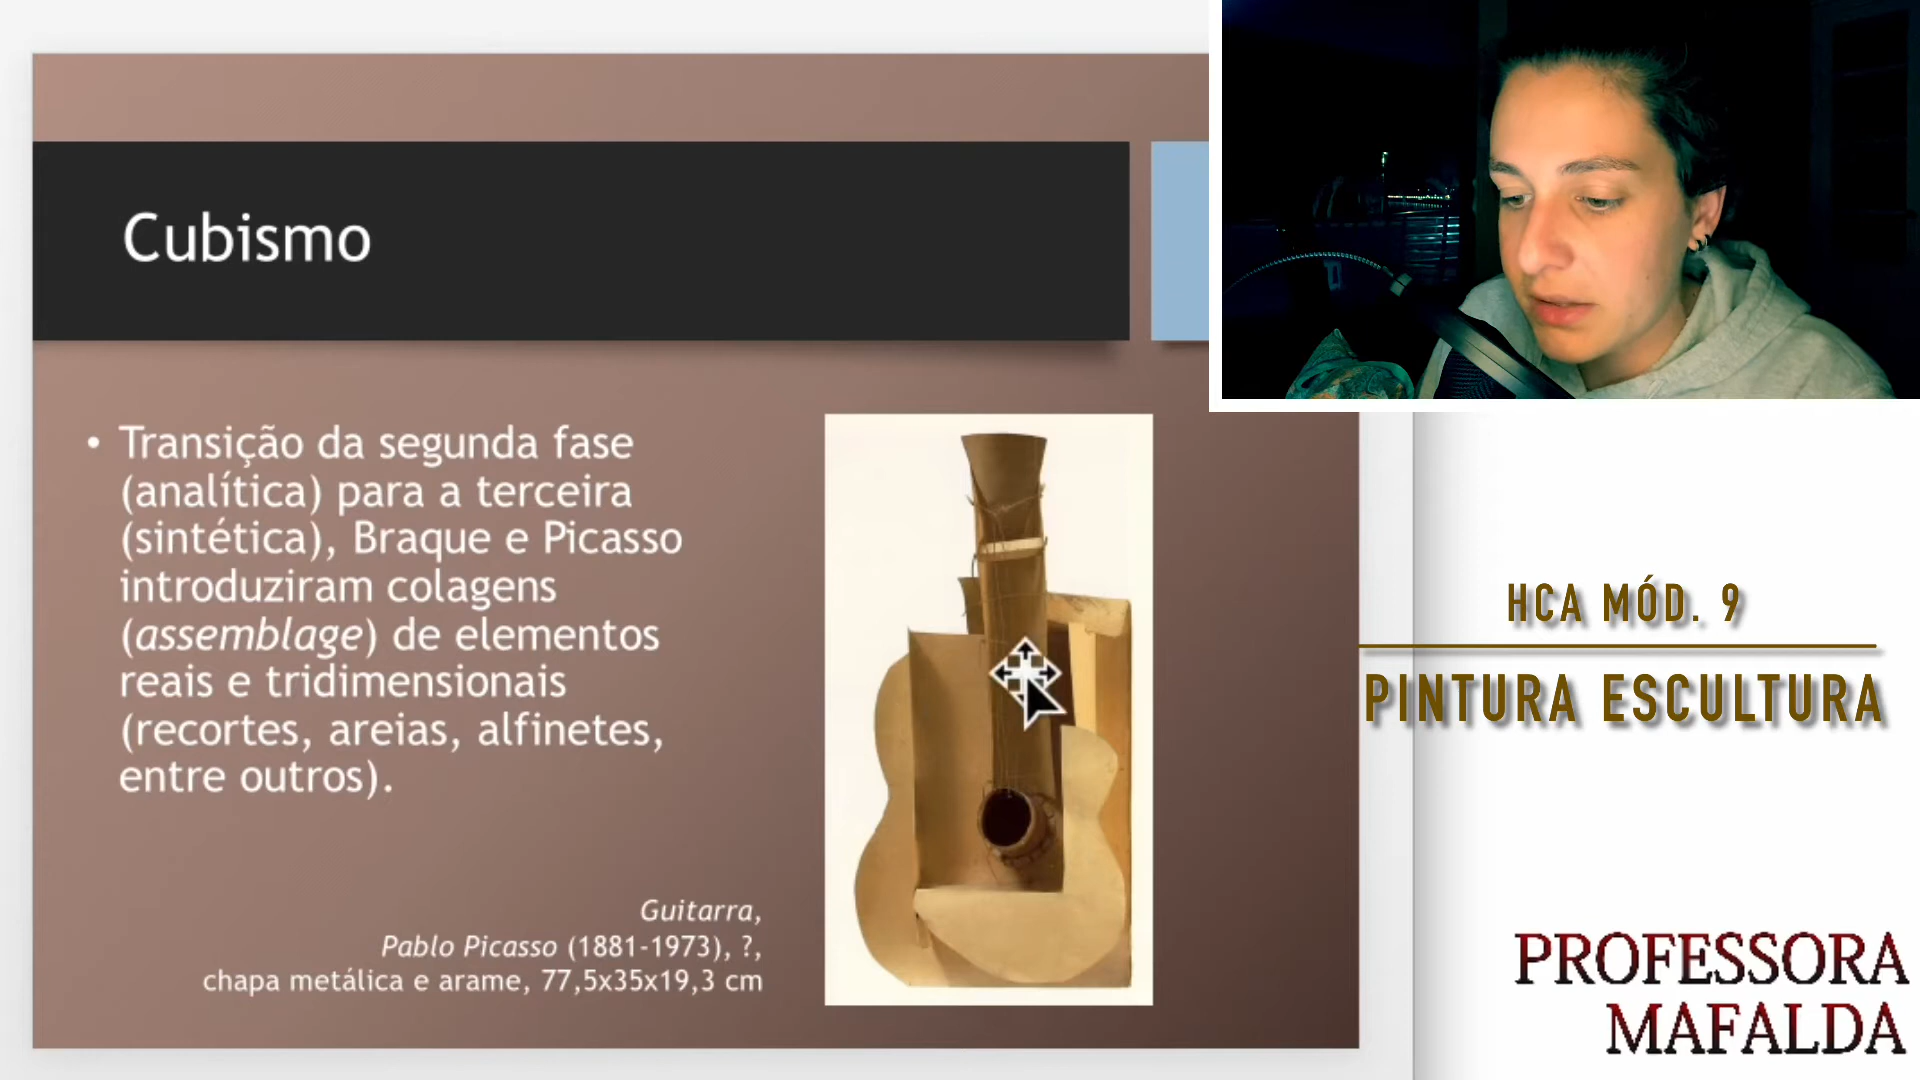 Cubismo
• Transição da segunda fase
(analítica) para a terceira
(sintética), Braque e Picasso
introduziram colagens
(assemblage) de elementos
reais e tridimensionais
(recortes, areias, alfinetes,
entre outros).
Guitarra,
Pablo Picasso (1881-1973), ?,
chapa metálica e arame, 77,5x35x19,3 cm
HCA MÓD. 9
PINTURA ESCULTURA
PROFESSORA
MAFALDA